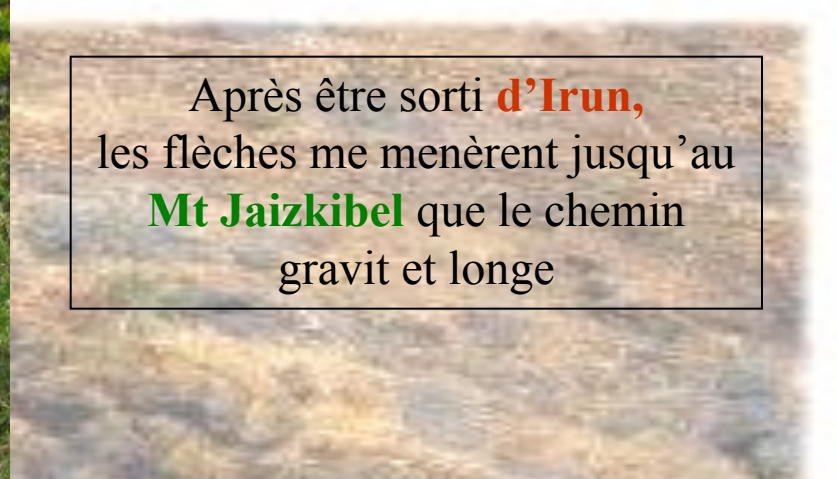 Après être sorti d’Irun,
les flèches me menèrent jusqu’au
Mt Jaizkibel que le chemin
gravit et longe